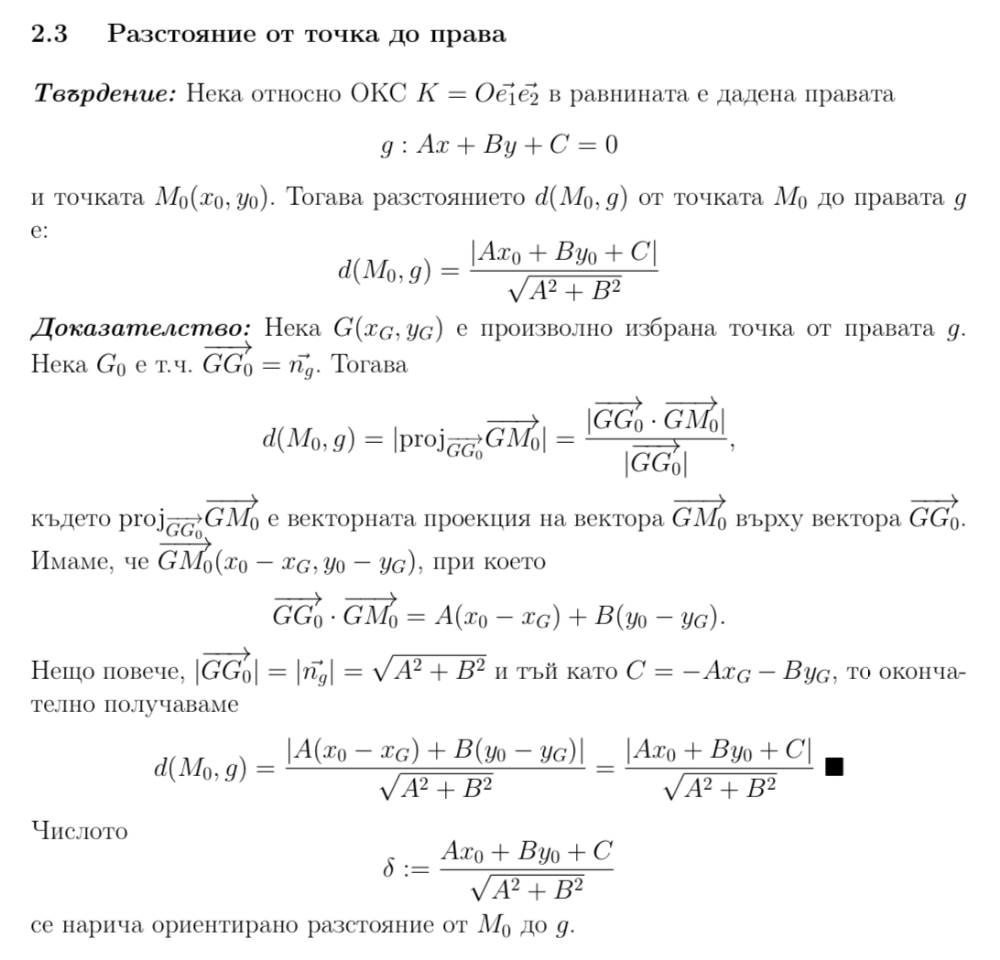 2.3 Разстояние от точка до права
Твърдение: Нека относно ОКС $K = O\vec{e_1}\vec{e_2}$ в равнината е дадена правата
$g : Ax + By + C = 0$
и точката $M_0(x_0, y_0)$. Тогава разстоянието $d(M_0, g)$ от точката $M_0$ до правата $g$
е:
$d(M_0, g) = \frac{|Ax_0 + By_0 + C|}{\sqrt{A^2 + B^2}}$
Доказателство: Нека $G(x_G, y_G)$ е произволно избрана точка от правата $g$.
Нека $G_0$ е т.ч. $\overrightarrow{GG_0} = \vec{n_g}$. Тогава
$d(M_0, g) = |\text{proj}_{\overrightarrow{GG_0}} \overrightarrow{GM_0}| = \frac{|\overrightarrow{GG_0} \cdot \overrightarrow{GM_0}|}{|\overrightarrow{GG_0}|},$
където $\text{proj}_{\overrightarrow{GG_0}} \overrightarrow{GM_0}$ е векторната проекция на вектора $\overrightarrow{GM_0}$ върху вектора $\overrightarrow{GG_0}$.
Имаме, че $\overrightarrow{GM_0}(x_0 - x_G, y_0 - y_G)$, при което
$\overrightarrow{GG_0} \cdot \overrightarrow{GM_0} = A(x_0 - x_G) + B(y_0 - y_G).$
Нещо повече, $|\overrightarrow{GG_0}| = |\vec{n_g}| = \sqrt{A^2 + B^2}$ и тъй като $C = -Ax_G - By_G$, то оконча-
телно получаваме
$d(M_0, g) = \frac{|A(x_0 - x_G) + B(y_0 - y_G)|}{\sqrt{A^2 + B^2}} = \frac{|Ax_0 + By_0 + C|}{\sqrt{A^2 + B^2}}$ ■
Числото
$\delta := \frac{Ax_0 + By_0 + C}{\sqrt{A^2 + B^2}}$
се нарича ориентирано разстояние от $M_0$ до $g$.